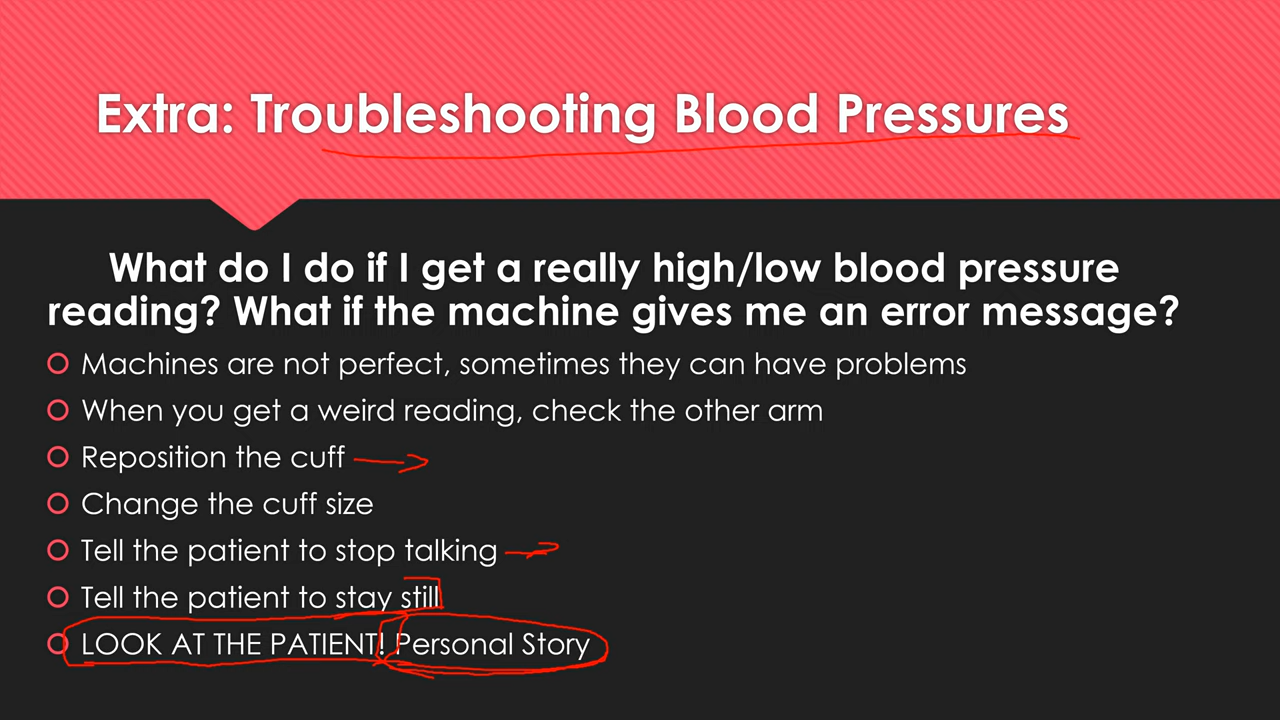 Extra: Troubleshooting Blood Pressures
What do I do if I get a really high/low blood pressure
reading? What if the machine gives me an error message?
Machines are not perfect, sometimes they can have problems
When you get a weird reading, check the other arm
Reposition the cuff
Change the cuff size
Tell the patient to stop talking
Tell the patient to stay still
LOOK AT THE PATIENT! Personal Story